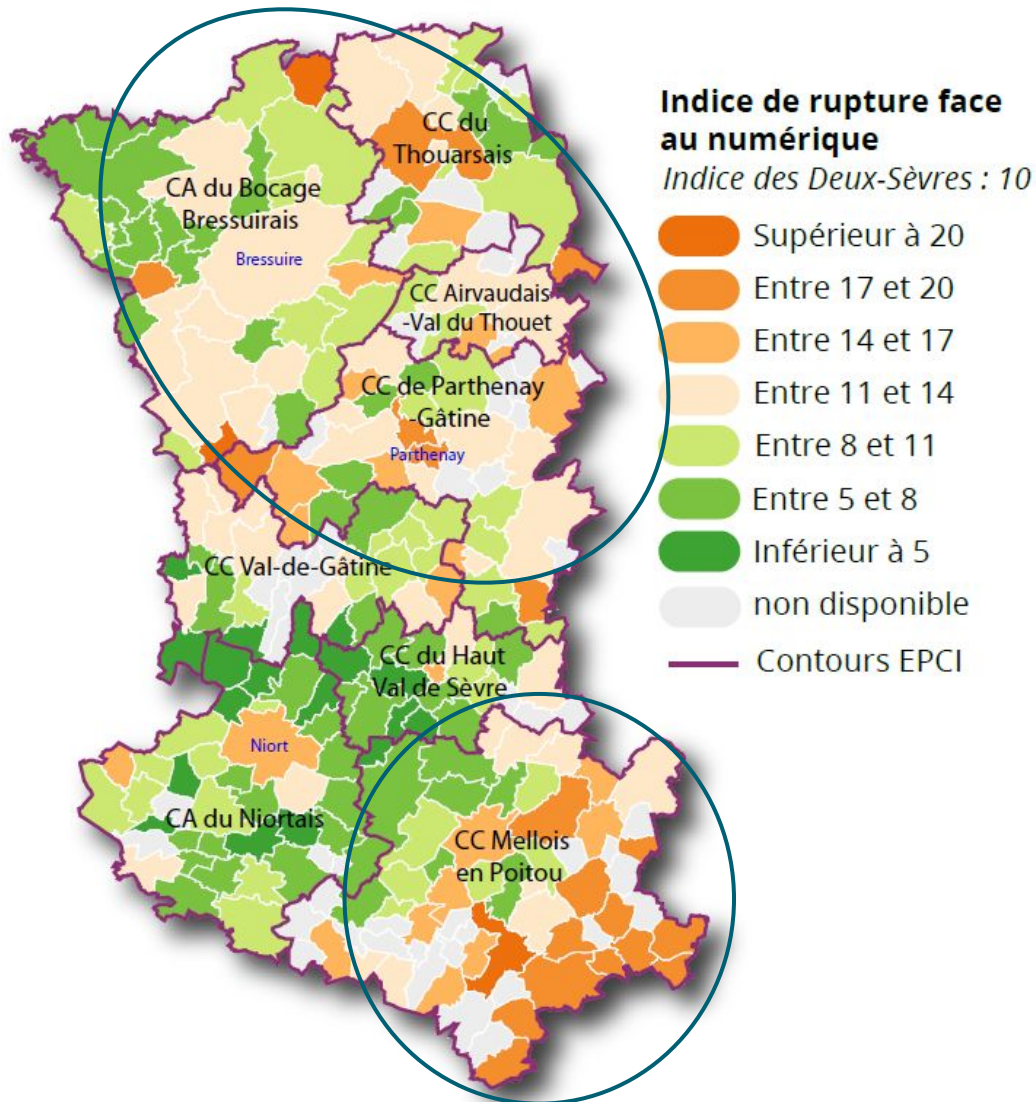 Indice de rupture face
au numérique
Indice des Deux-Sèvres : 10
Supérieur à 20
Entre 17 et 20
Entre 14 et 17
Entre 11 et 14
Entre 8 et 11
Entre 5 et 8
Inférieur à 5
non disponible
Contours EPCI
CC du
Thouarsais
CA du Bocage
Bressuirais
Bressuire
CC Airvaudais
-Val du Thouet
CC de Parthenay
-Gâtine
Parthenay
CC Val-de-Gâtine
CC du Haut
Val de Sèvre
Niort
CA du Niortais
CC Mellois
en Poitou